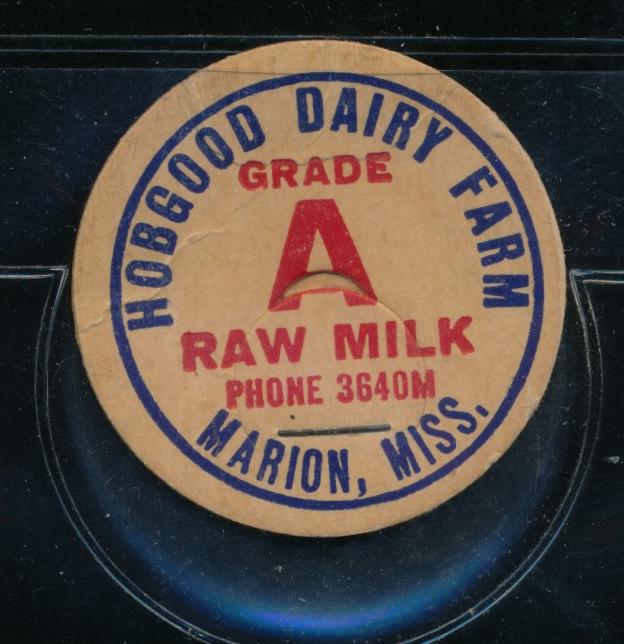 HOBGOOD DAIRY FARM
GRADE
A
RAW MILK
PHONE 3640M
MARION, MISS.